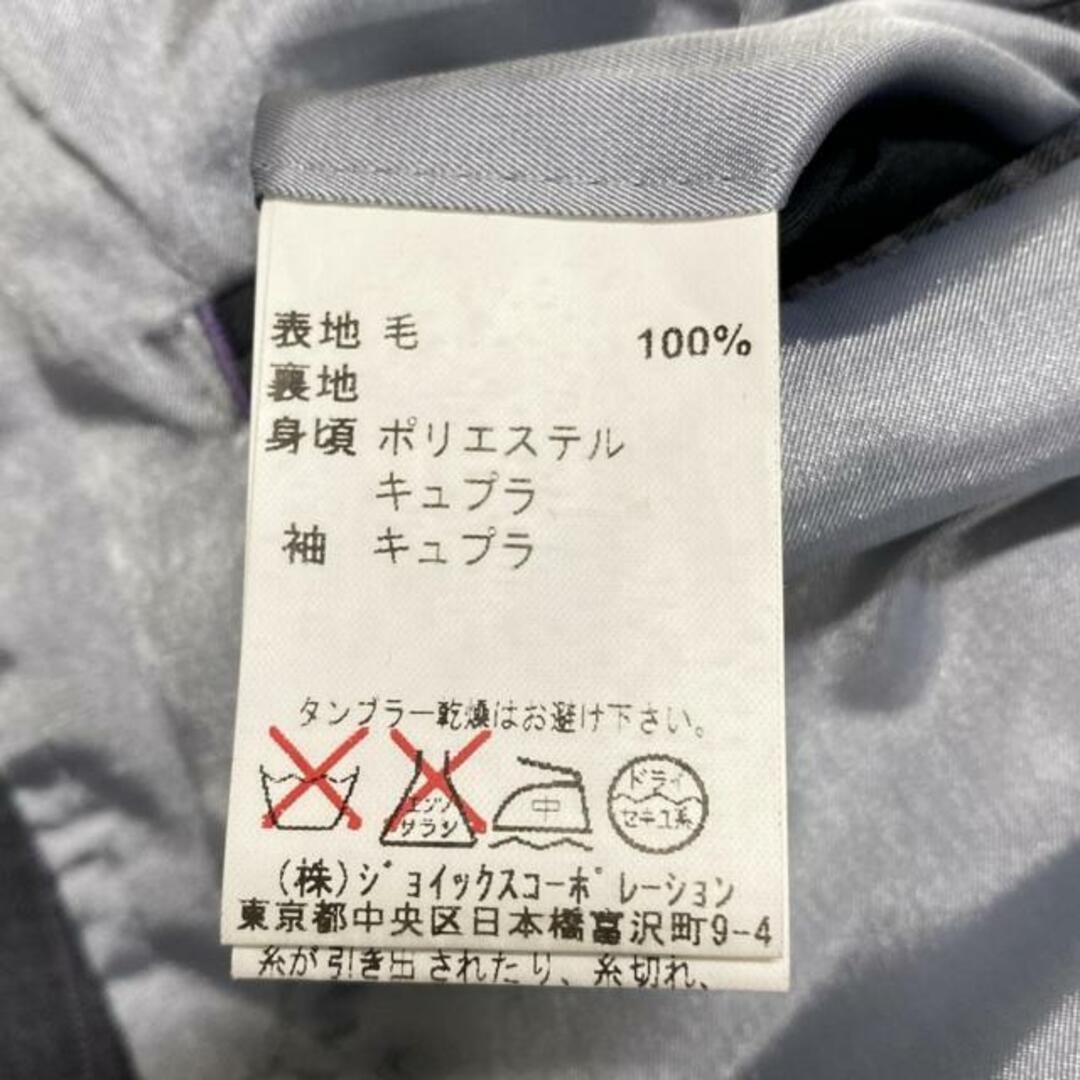 表地 毛 100%
裏地
身頃 ポリエステル
キュプラ
袖 キュプラ
タンブラー乾燥はお避け下さい。
エンソ サラシ
中
ドライ
セキユ系
(株)ジョイックスコーポレーション
東京都中央区日本橋富沢町9-4
糸が引き出されたり、糸切れ、